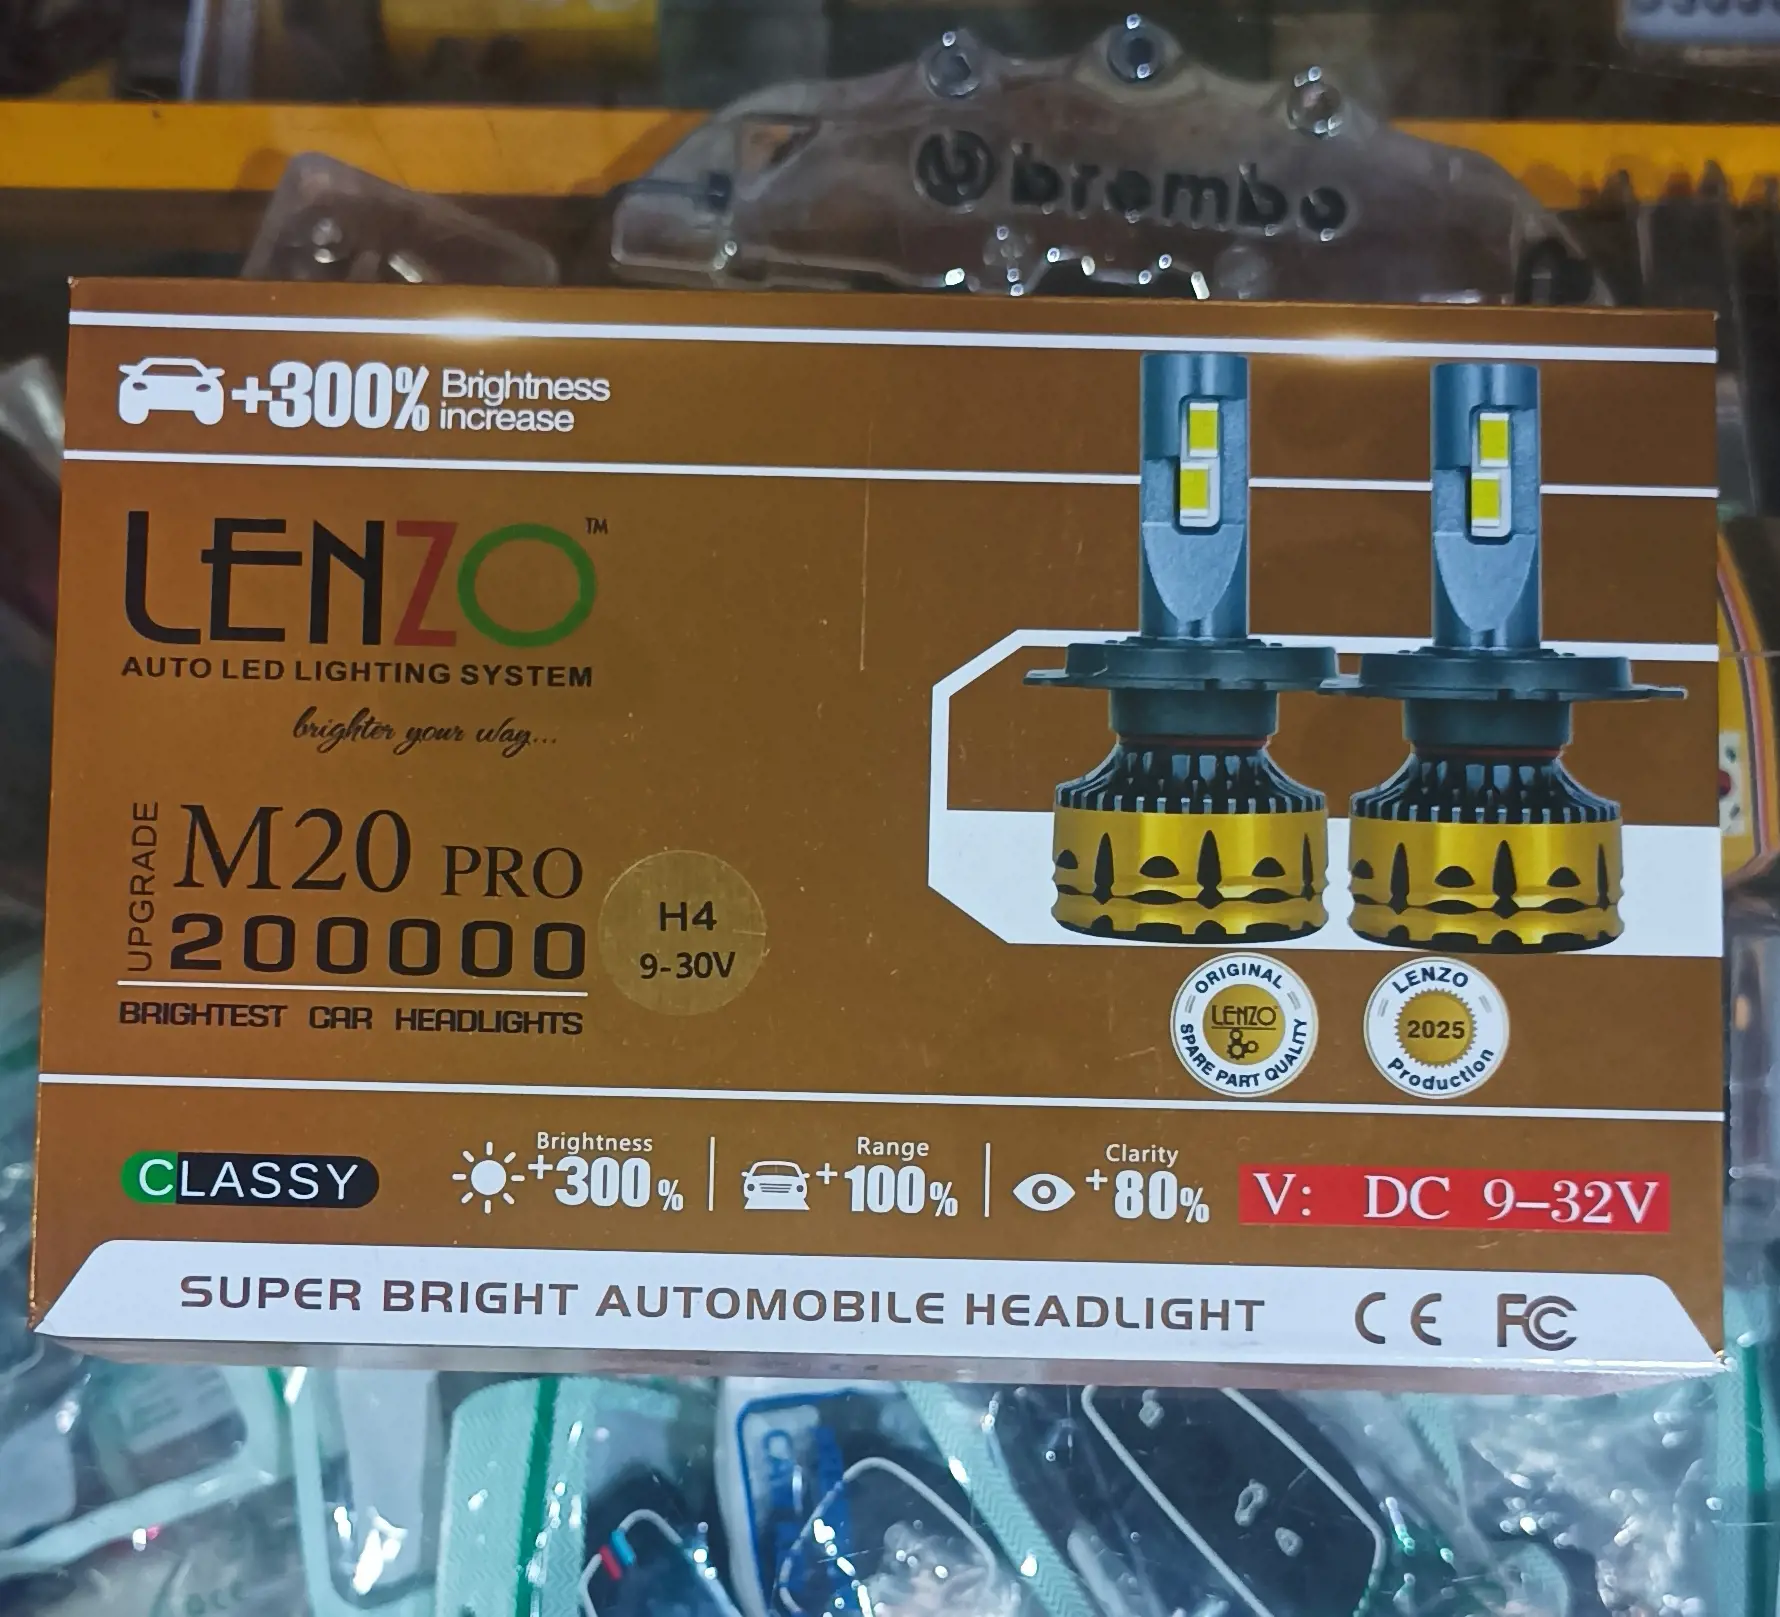 brembo
+300% Brightness
increase
LENZO™
AUTO LED LIGHTING SYSTEM
brighter your way...
UPGRADE
M20 PRO
200000
H4
9-30V
BRIGHTEST CAR HEADLIGHTS
ORIGINAL
LENZO
SPARE PART QUALITY
LENZO
2025
Production
CLASSY
Brightness
+300%
Range
+100%
Clarity
+80%
V: DC 9-32V
SUPER BRIGHT AUTOMOBILE HEADLIGHT
CE FC